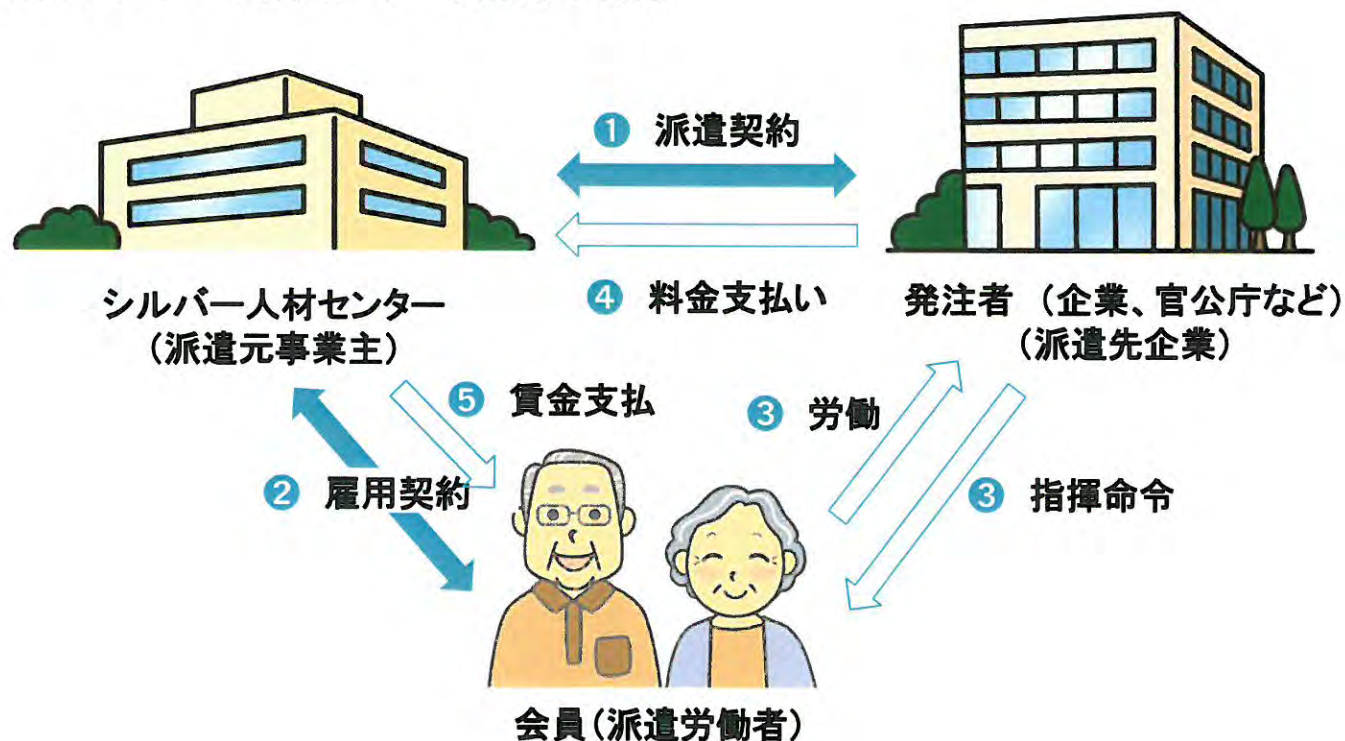 ❶ 派遣契約
シルバー人材センター
(派遣元事業主)
❹ 料金支払い
発注者 (企業、官公庁など)
(派遣先企業)
❺ 賃金支払
❸ 労働
❷ 雇用契約
❸ 指揮命令
会員(派遣労働者)